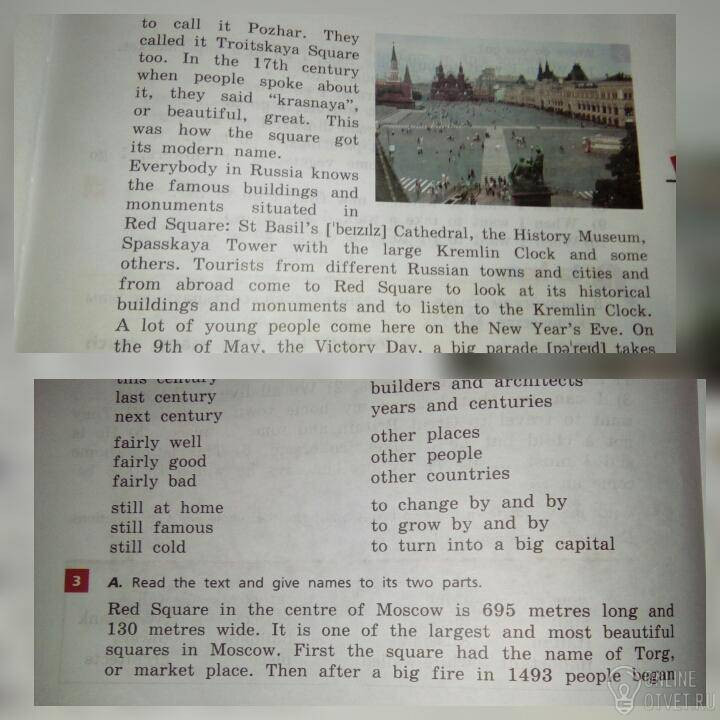 to call it Pozhar. They
called it Troitskaya Square
too. In the 17th century
when people spoke about
it, they said "krasnaya",
or beautiful, great. This
was how the square got
its modern name.
Everybody in Russia knows
the famous buildings and
monuments situated in
Red Square: St Basil's ['beɪzɪlz] Cathedral, the History Museum,
Spasskaya Tower with the large Kremlin Clock and some
others. Tourists from different Russian towns and cities and
from abroad come to Red Square to look at its historical
buildings and monuments and to listen to the Kremlin Clock.
A lot of young people come here on the New Year's Eve. On
the 9th of May, the Victory Day, a big parade [pə'reɪd] takes
this century
last century
next century
fairly well
fairly good
fairly bad
still at home
still famous
still cold
builders and architects
years and centuries
other places
other people
other countries
to change by and by
to grow by and by
to turn into a big capital
3 A. Read the text and give names to its two parts.
Red Square in the centre of Moscow is 695 metres long and
130 metres wide. It is one of the largest and most beautiful
squares in Moscow. First the square had the name of Torg,
or market place. Then after a big fire in 1493 people began
ONLINE
OTVET.RU